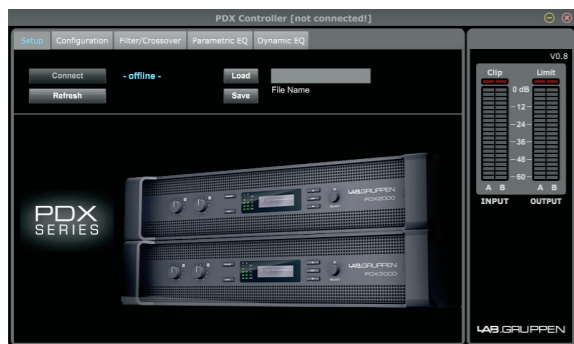 PDX Controller [not connected!]
Setup Configuration Filter/Crossover Parametric EQ Dynamic EQ
V0.8
Connect - offline - Load
Refresh Save File Name
Clip Limit
0 dB
-12-
-24-
-36-
-48-
-60-
A B A B
INPUT OUTPUT
PDX
SERIES
LAB.GRUPPEN
PDX2000
LAB.GRUPPEN
PDX3000
LAB.GRUPPEN